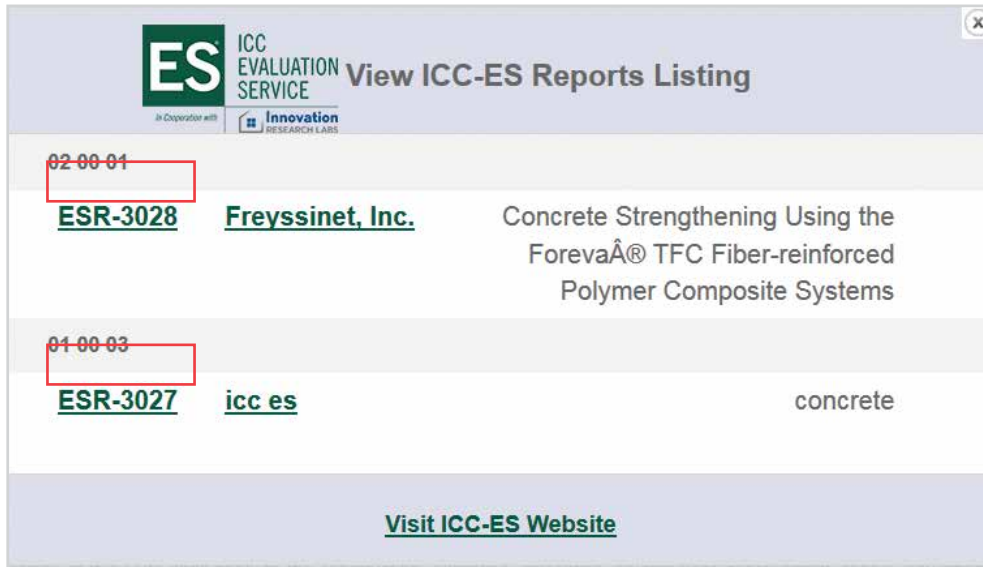 ES
ICC
EVALUATION
SERVICE
View ICC-ES Reports Listing
In Cooperation with
Innovation
RESEARCH LABS
x
02 00 01
ESR-3028 Freyssinet, Inc. Concrete Strengthening Using the
ForevaÂ® TFC Fiber-reinforced
Polymer Composite Systems
01 00 03
ESR-3027 icc es concrete
Visit ICC-ES Website